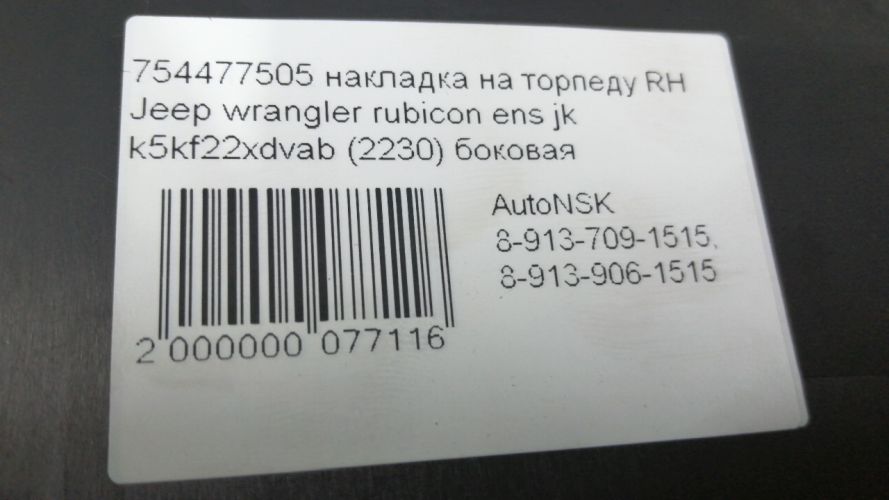 754477505 накладка на торпеду RH
Jeep wrangler rubicon ens jk
k5kf22xdvab (2230) боковая
AutoNSK
8-913-709-1515,
8-913-906-1515
2 000000 077116